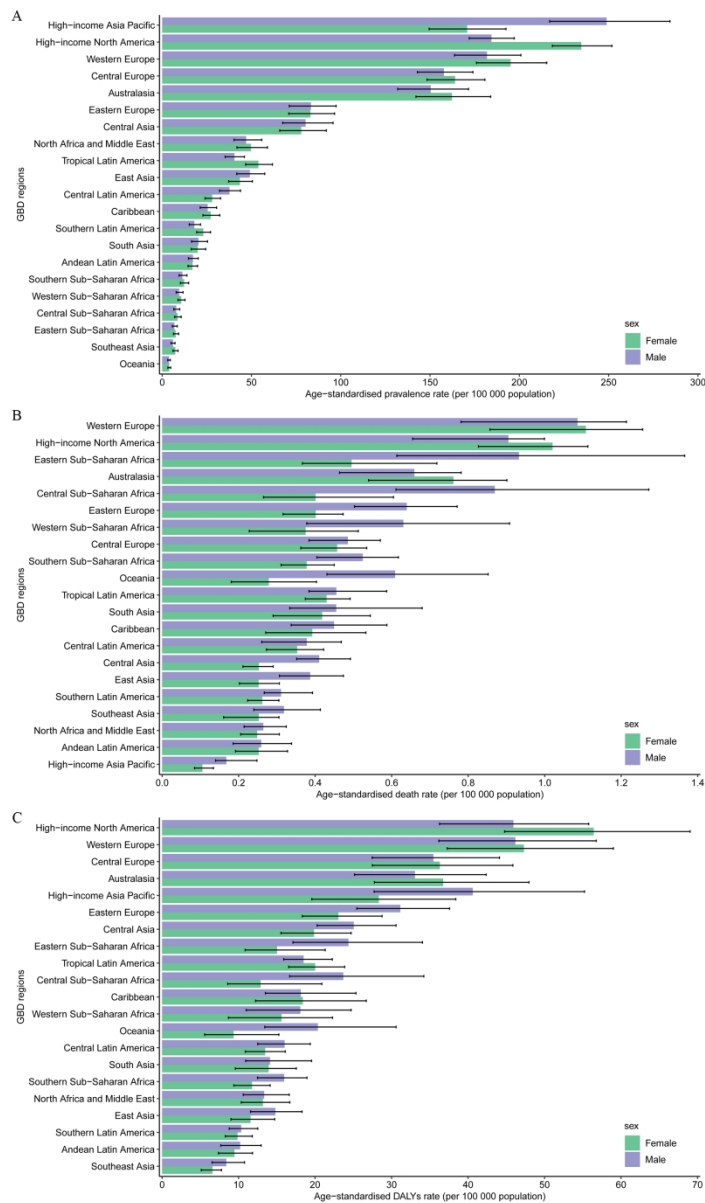 A
High-income Asia Pacific
High-income North America
Western Europe
Central Europe
Australasia
Eastern Europe
Central Asia
North Africa and Middle East
Tropical Latin America
East Asia
Central Latin America
Caribbean
Southern Latin America
South Asia
Andean Latin America
Southern Sub-Saharan Africa
Western Sub-Saharan Africa
Central Sub-Saharan Africa
Eastern Sub-Saharan Africa
Southeast Asia
Oceania
GBD regions
sex
Female
Male
0 50 100 150 200 250 300
Age-standardised prevalence rate (per 100 000 population)
B
Western Europe
High-income North America
Eastern Sub-Saharan Africa
Australasia
Central Sub-Saharan Africa
Eastern Europe
Western Sub-Saharan Africa
Central Europe
Southern Sub-Saharan Africa
Oceania
Tropical Latin America
South Asia
Caribbean
Central Latin America
Central Asia
East Asia
Southern Latin America
Southeast Asia
North Africa and Middle East
Andean Latin America
High-income Asia Pacific
GBD regions
sex
Female
Male
0.0 0.2 0.4 0.6 0.8 1.0 1.2 1.4
Age-standardised death rate (per 100 000 population)
C
High-income North America
Western Europe
Central Europe
Australasia
High-income Asia Pacific
Eastern Europe
Central Asia
Eastern Sub-Saharan Africa
Tropical Latin America
Central Sub-Saharan Africa
Caribbean
Western Sub-Saharan Africa
Oceania
Central Latin America
South Asia
Southern Sub-Saharan Africa
North Africa and Middle East
East Asia
Southern Latin America
Andean Latin America
Southeast Asia
GBD regions
sex
Female
Male
0 10 20 30 40 50 60 70
Age-standardised DALYs rate (per 100 000 population)